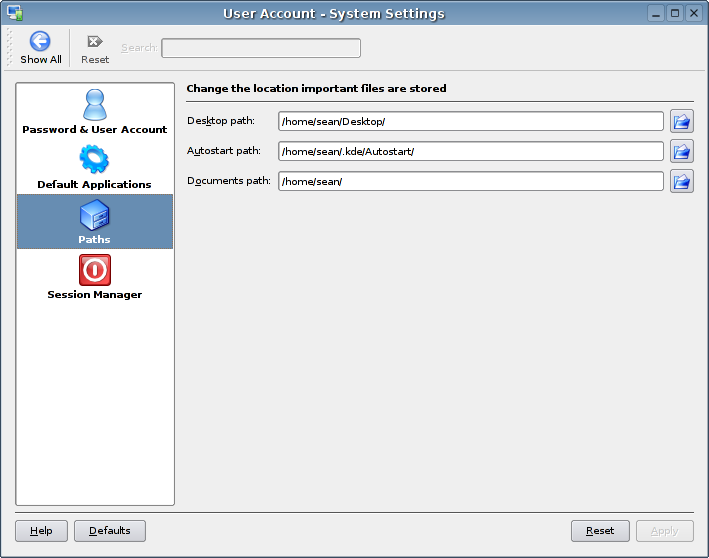 User Account - System Settings
Show All
Reset
Search:
Change the location important files are stored
Password & User Account
Default Applications
Paths
Session Manager
Desktop path: /home/sean/Desktop/
Autostart path: /home/sean/.kde/Autostart/
Documents path: /home/sean/
Help
Defaults
Reset
Apply